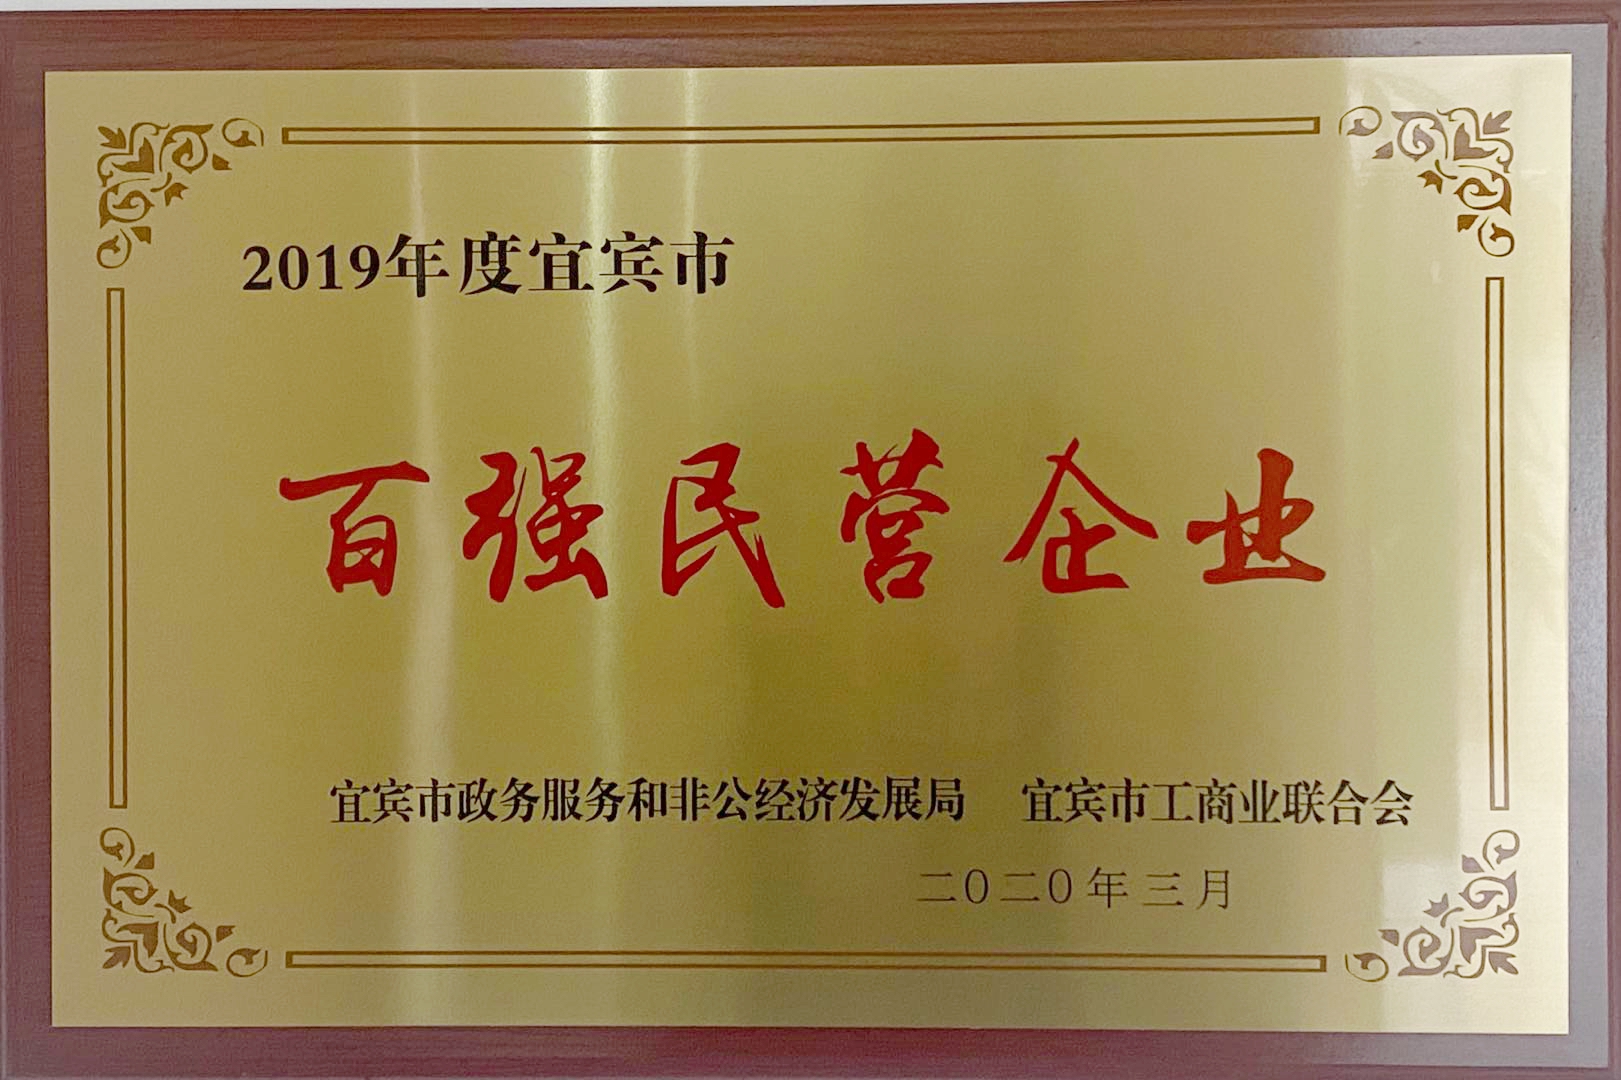 2019年度宜宾市
百强民营企业
宜宾市政务服务和非公经济发展局 宜宾市工商业联合会
二〇二〇年三月